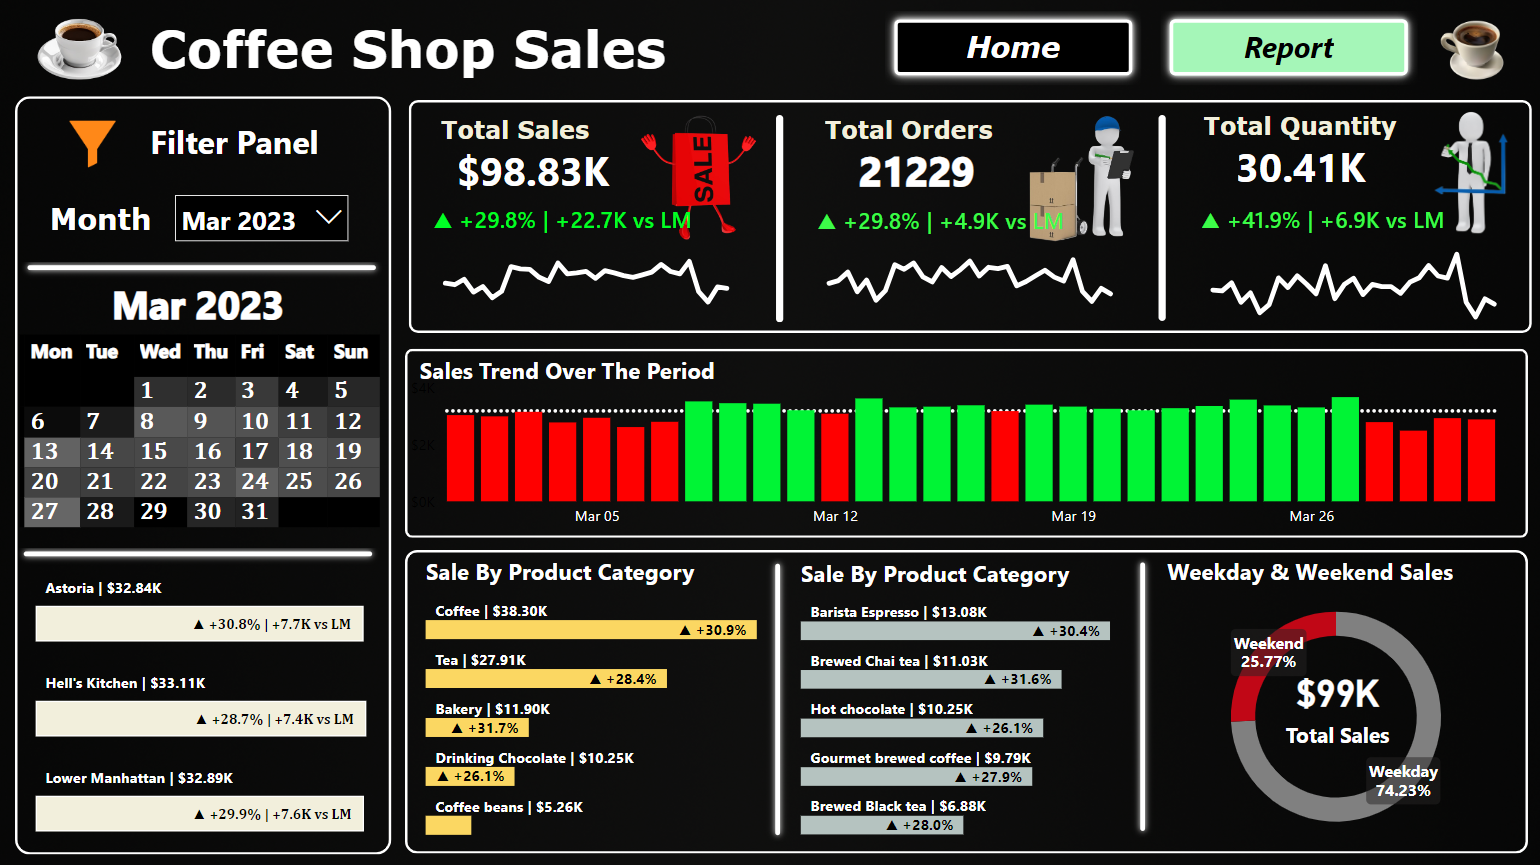 Coffee Shop Sales
Home
Report
Filter Panel
Month
Mar 2023
Mar 2023
Mon Tue Wed Thu Fri Sat Sun
1 2 3 4 5
6 7 8 9 10 11 12
13 14 15 16 17 18 19
20 21 22 23 24 25 26
27 28 29 30 31
Astoria | $32.84K
▲ +30.8% | +7.7K vs LM
Hell's Kitchen | $33.11K
▲ +28.7% | +7.4K vs LM
Lower Manhattan | $32.89K
▲ +29.9% | +7.6K vs LM
Total Sales
$98.83K
▲ +29.8% | +22.7K vs LM
SALE
Total Orders
21229
▲ +29.8% | +4.9K vs LM
Total Quantity
30.41K
▲ +41.9% | +6.9K vs LM
Sales Trend Over The Period
$2K
$0K
Mar 05 Mar 12 Mar 19 Mar 26
Sale By Product Category
Coffee | $38.30K
▲ +30.9%
Tea | $27.91K
▲ +28.4%
Bakery | $11.90K
▲ +31.7%
Drinking Chocolate | $10.25K
▲ +26.1%
Coffee beans | $5.26K
Sale By Product Category
Barista Espresso | $13.08K
▲ +30.4%
Brewed Chai tea | $11.03K
▲ +31.6%
Hot chocolate | $10.25K
▲ +26.1%
Gourmet brewed coffee | $9.79K
▲ +27.9%
Brewed Black tea | $6.88K
▲ +28.0%
Weekday & Weekend Sales
Weekend
25.77%
$99K
Total Sales
Weekday
74.23%